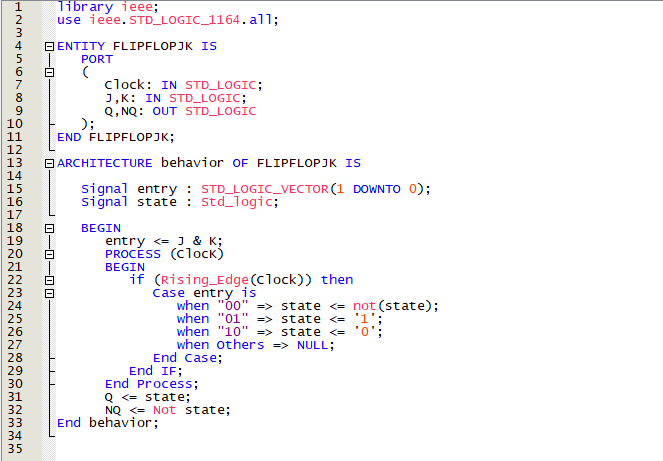 1 library ieee;
2 use ieee.STD_LOGIC_1164.all;
3
4 ENTITY FLIPFLOPJK IS
5 PORT
6 (
7 Clock: IN STD_LOGIC;
8 J,K: IN STD_LOGIC;
9 Q,NQ: OUT STD_LOGIC
10 );
11 END FLIPFLOPJK;
12
13 ARCHITECTURE behavior OF FLIPFLOPJK IS
14
15 Signal entry : STD_LOGIC_VECTOR(1 DOWNTO 0);
16 Signal state : Std_logic;
17
18 BEGIN
19 entry <= J & K;
20 PROCESS (ClocK)
21 BEGIN
22 if (Rising_Edge(Clock)) then
23 Case entry is
24 when "00" => state <= not(state);
25 when "01" => state <= '1';
26 when "10" => state <= '0';
27 when Others => NULL;
28 End Case;
29 End IF;
30 End Process;
31 Q <= state;
32 NQ <= Not state;
33 End behavior;
34
35